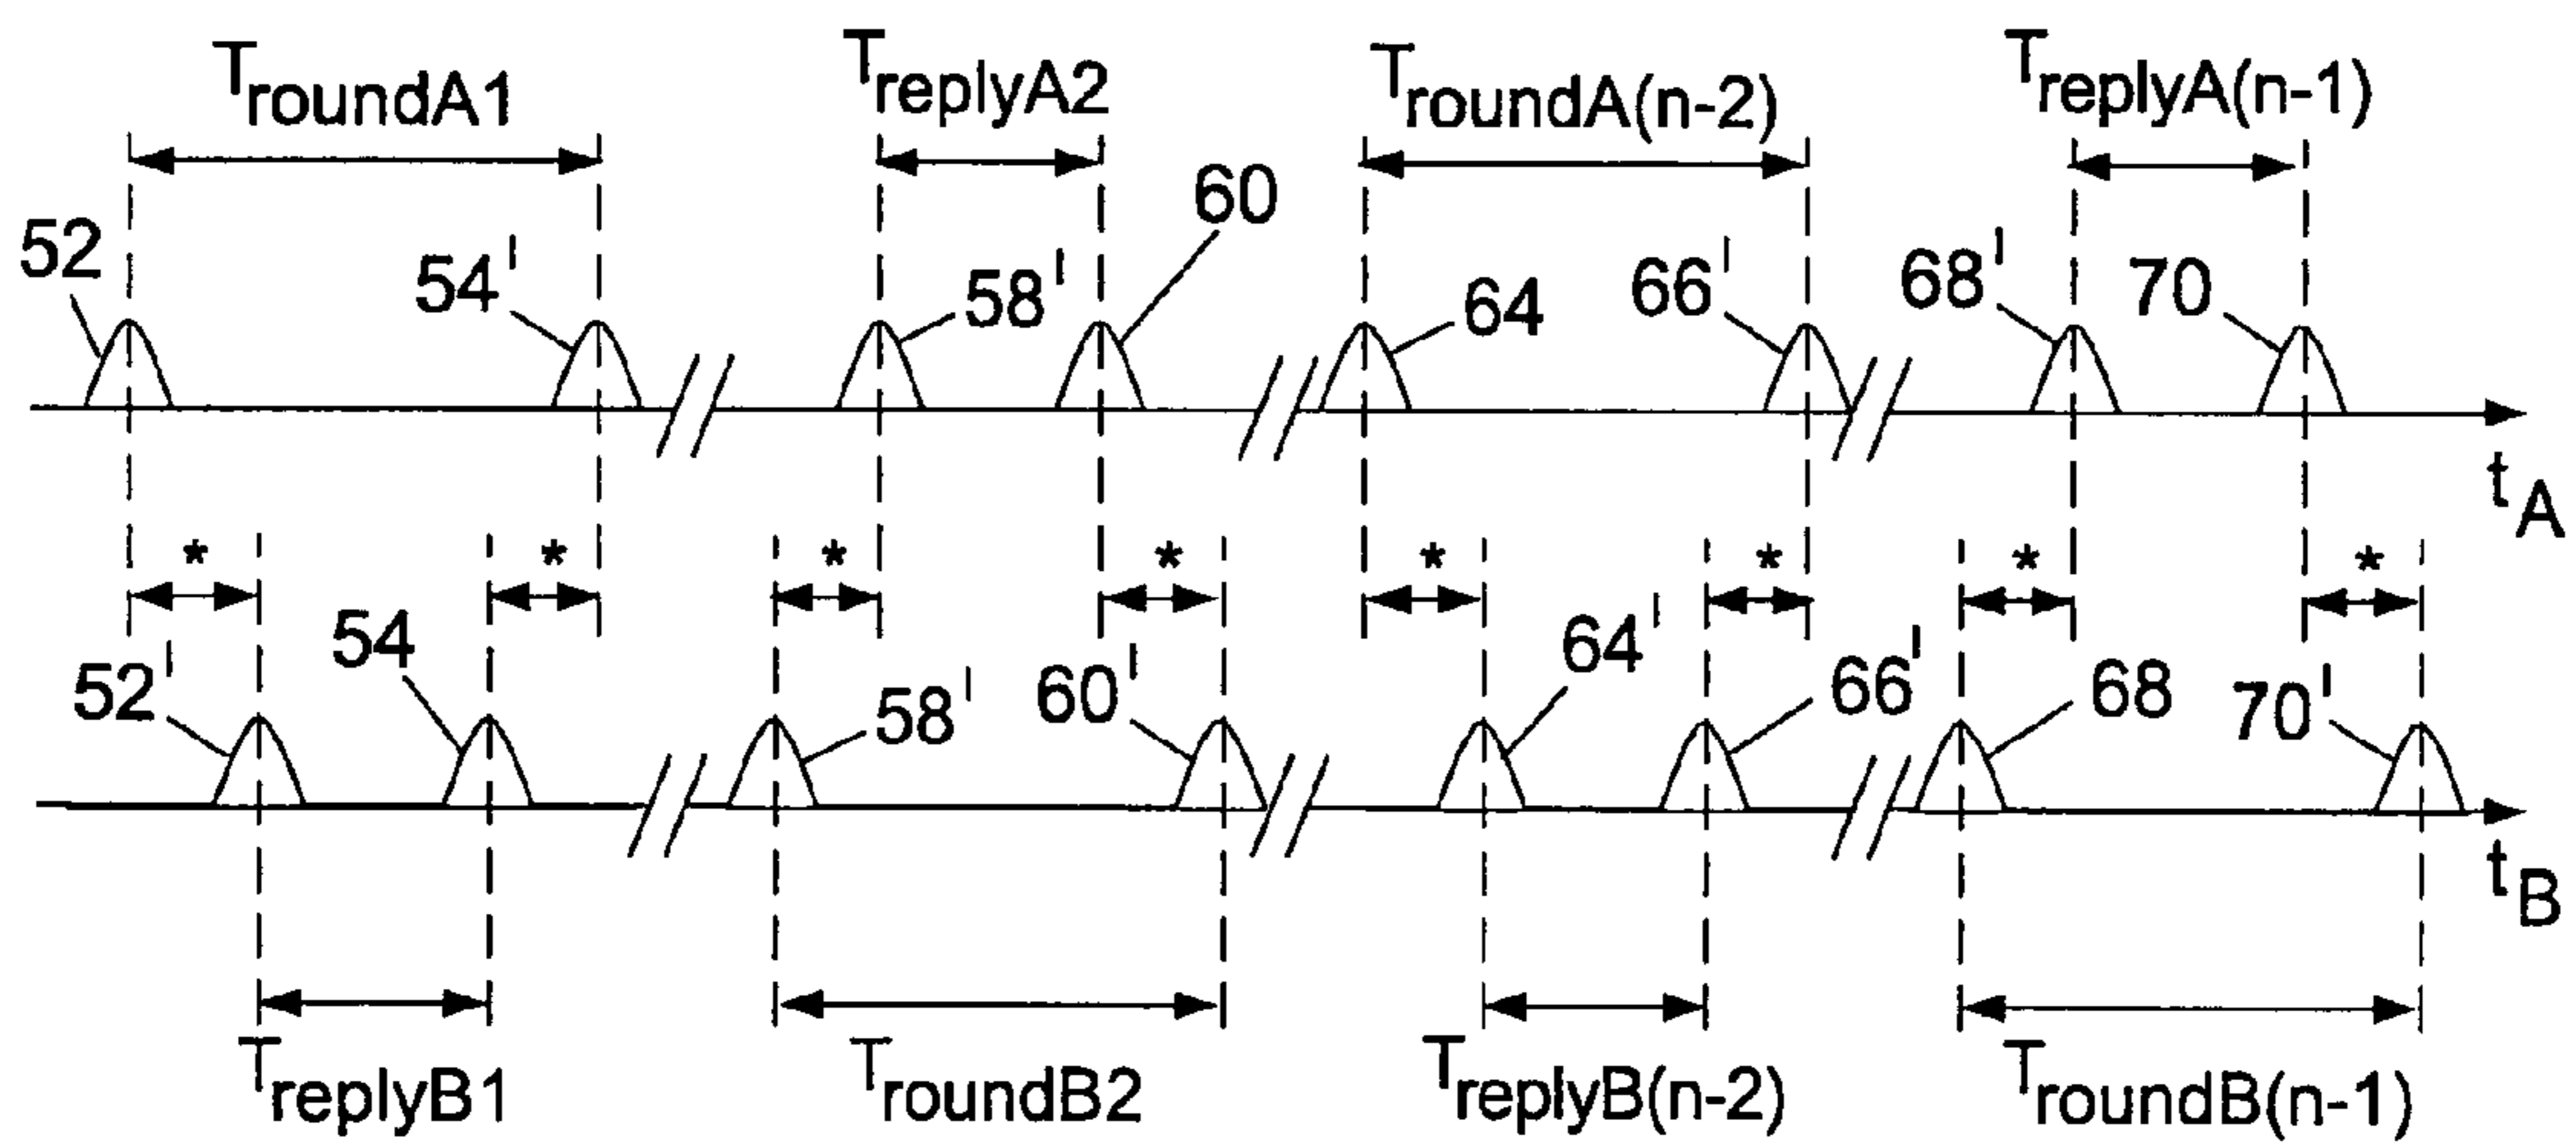 TroundA1 TreplyA2 TroundA(n-2) TreplyA(n-1)
52 54' 58' 60 64 66' 68' 70
tA
* * * * * * * *
52' 54 58' 60' 64' 66' 68 70'
tB
TreplyB1 TroundB2 TreplyB(n-2) TroundB(n-1)